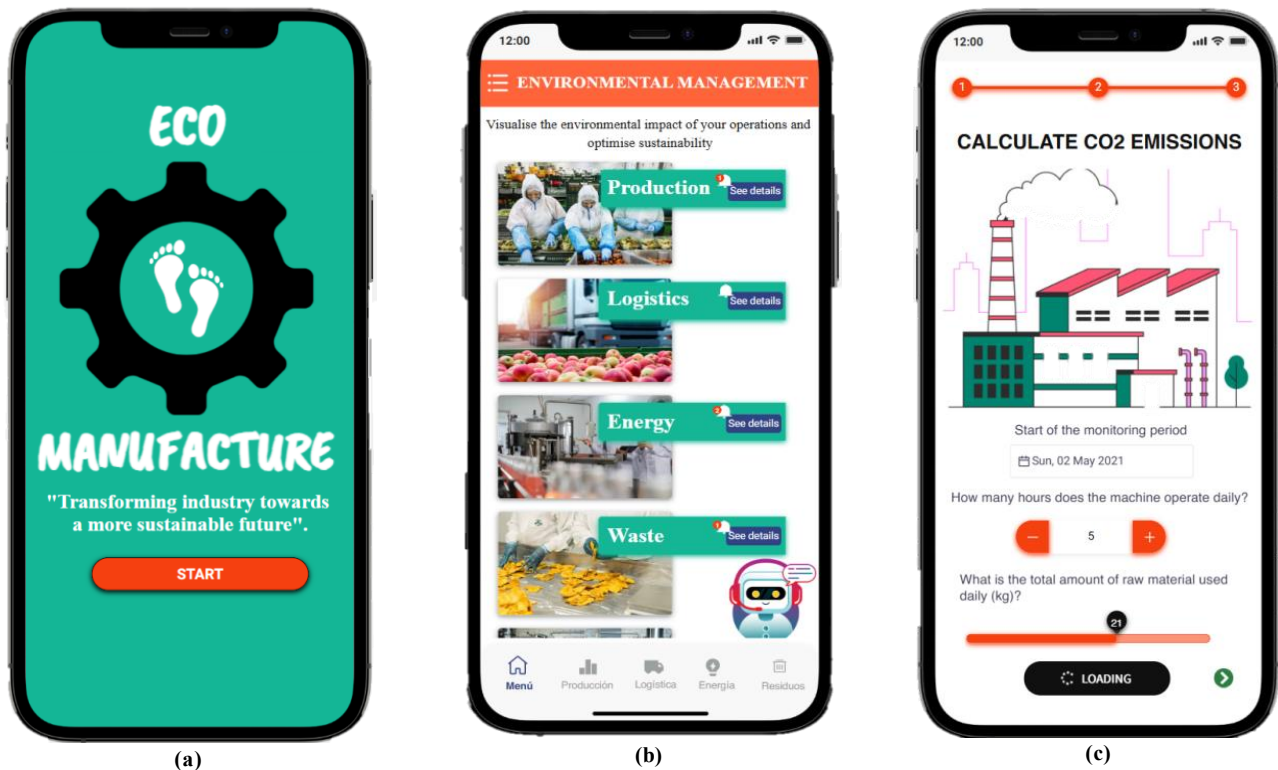 ECO
MANUFACTURE
"Transforming industry towards
a more sustainable future".
START
(a)
12:00
ENVIRONMENTAL MANAGEMENT
Visualise the environmental impact of your operations and
optimise sustainability
Production
1
See details
Logistics
See details
Energy
2
See details
Waste
1
See details
Menú
Producción
Logística
Energía
Residuos
(b)
12:00
1
2
3
CALCULATE CO2 EMISSIONS
Start of the monitoring period
Sun, 02 May 2021
How many hours does the machine operate daily?
− 5 +
What is the total amount of raw material used
daily (kg)?
21
LOADING
(c)